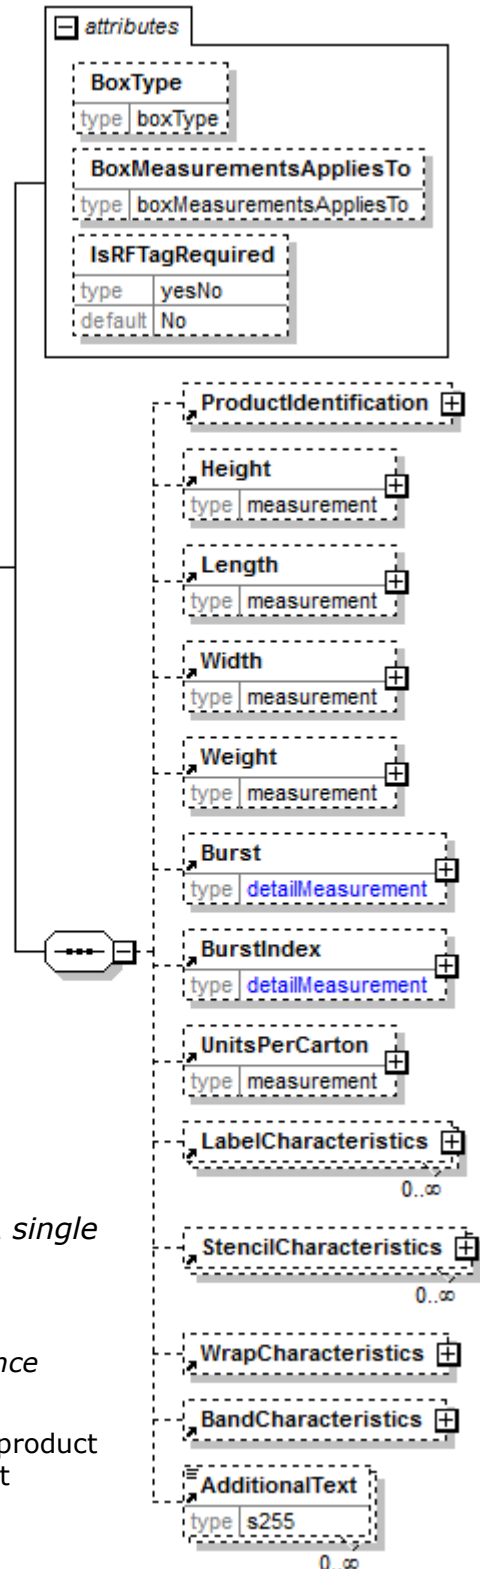 attributes
BoxType
type boxType
BoxMeasurementsAppliesTo
type boxMeasurementsAppliesTo
IsRFTagRequired
type yesNo
default No
ProductIdentification
Height
type measurement
Length
type measurement
Width
type measurement
Weight
type measurement
Burst
type detailMeasurement
BurstIndex
type detailMeasurement
UnitsPerCarton
type measurement
LabelCharacteristics
0..∞
single
StencilCharacteristics
0..∞
WrapCharacteristics
BandCharacteristics
product
AdditionalText
type s255
0..∞